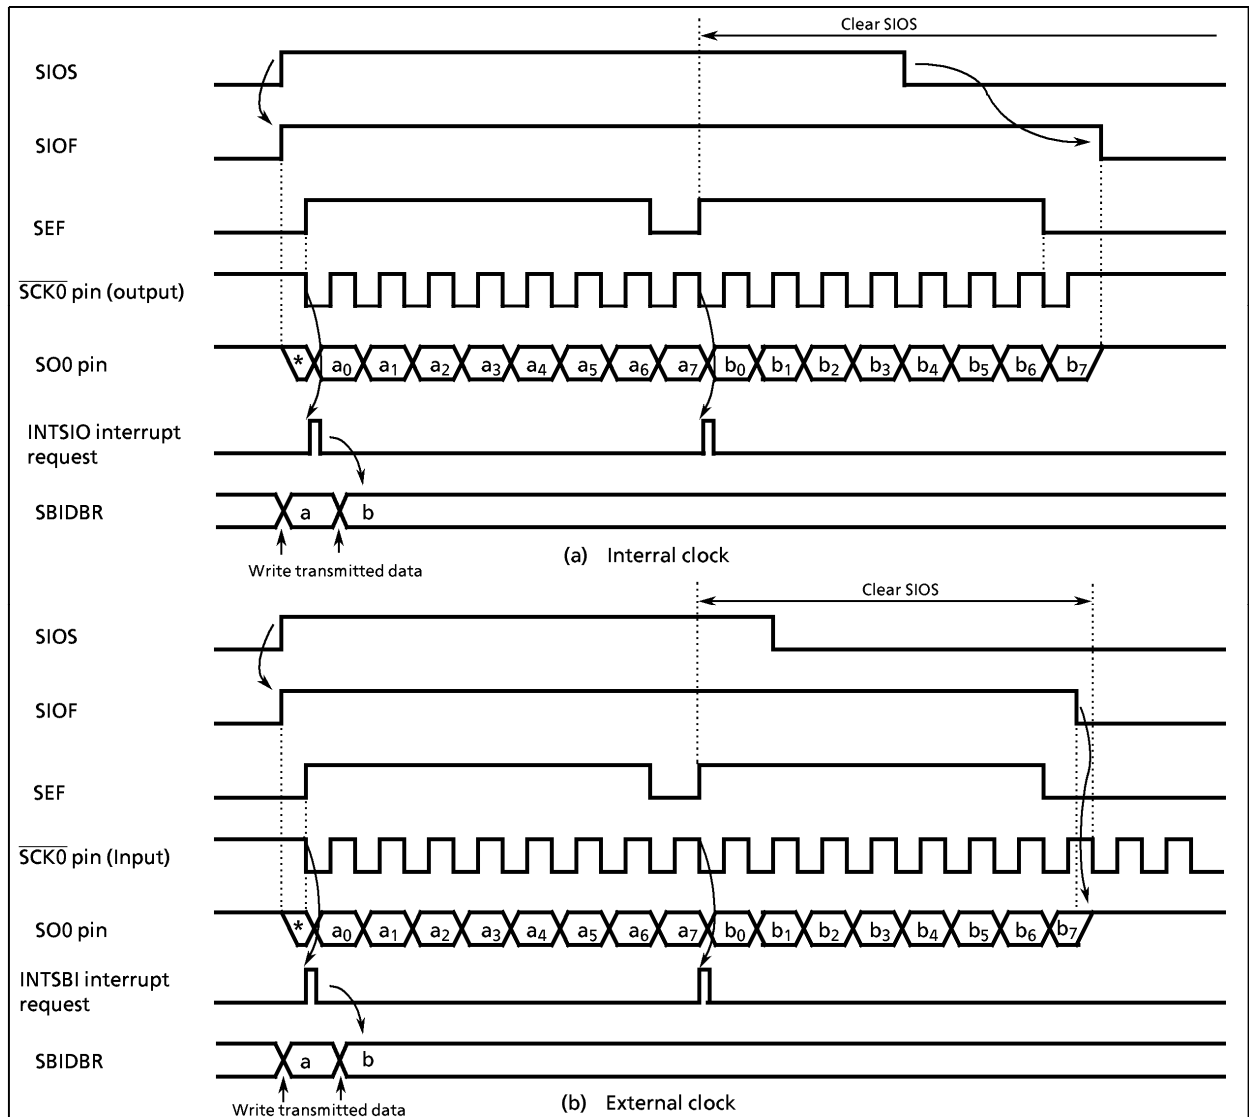 Clear SIOS
SIOS
SIOF
SEF
S̅C̅K̅0̅ pin (output)
SO0 pin
* a₀ a₁ a₂ a₃ a₄ a₅ a₆ a₇ b₀ b₁ b₂ b₃ b₄ b₅ b₆ b₇
INTSIO interrupt
request
SBIDBR
a b
(a) Interral clock
Write transmitted data
Clear SIOS
SIOS
SIOF
SEF
S̅C̅K̅0̅ pin (Input)
SO0 pin
* a₀ a₁ a₂ a₃ a₄ a₅ a₆ a₇ b₀ b₁ b₂ b₃ b₄ b₅ b₆ b₇
INTSBI interrupt
request
SBIDBR
a b
(b) External clock
Write transmitted data